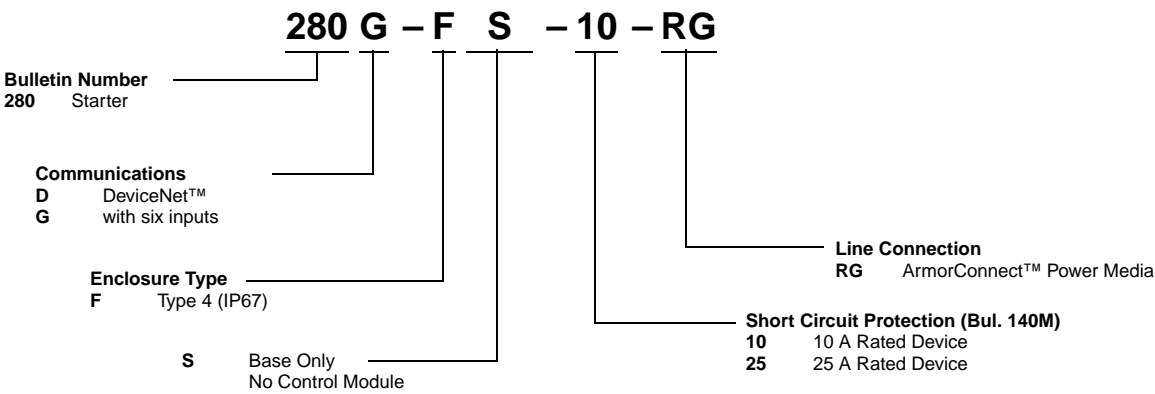 280 G – F S – 10 – RG
Bulletin Number
280 Starter
Communications
D DeviceNet™
G with six inputs
Enclosure Type
F Type 4 (IP67)
S Base Only
No Control Module
Line Connection
RG ArmorConnect™ Power Media
Short Circuit Protection (Bul. 140M)
10 10 A Rated Device
25 25 A Rated Device